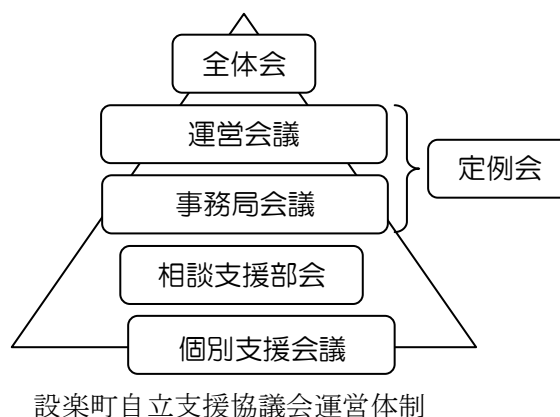 全体会
運営会議
事務局会議
定例会
相談支援部会
個別支援会議
設楽町自立支援協議会運営体制